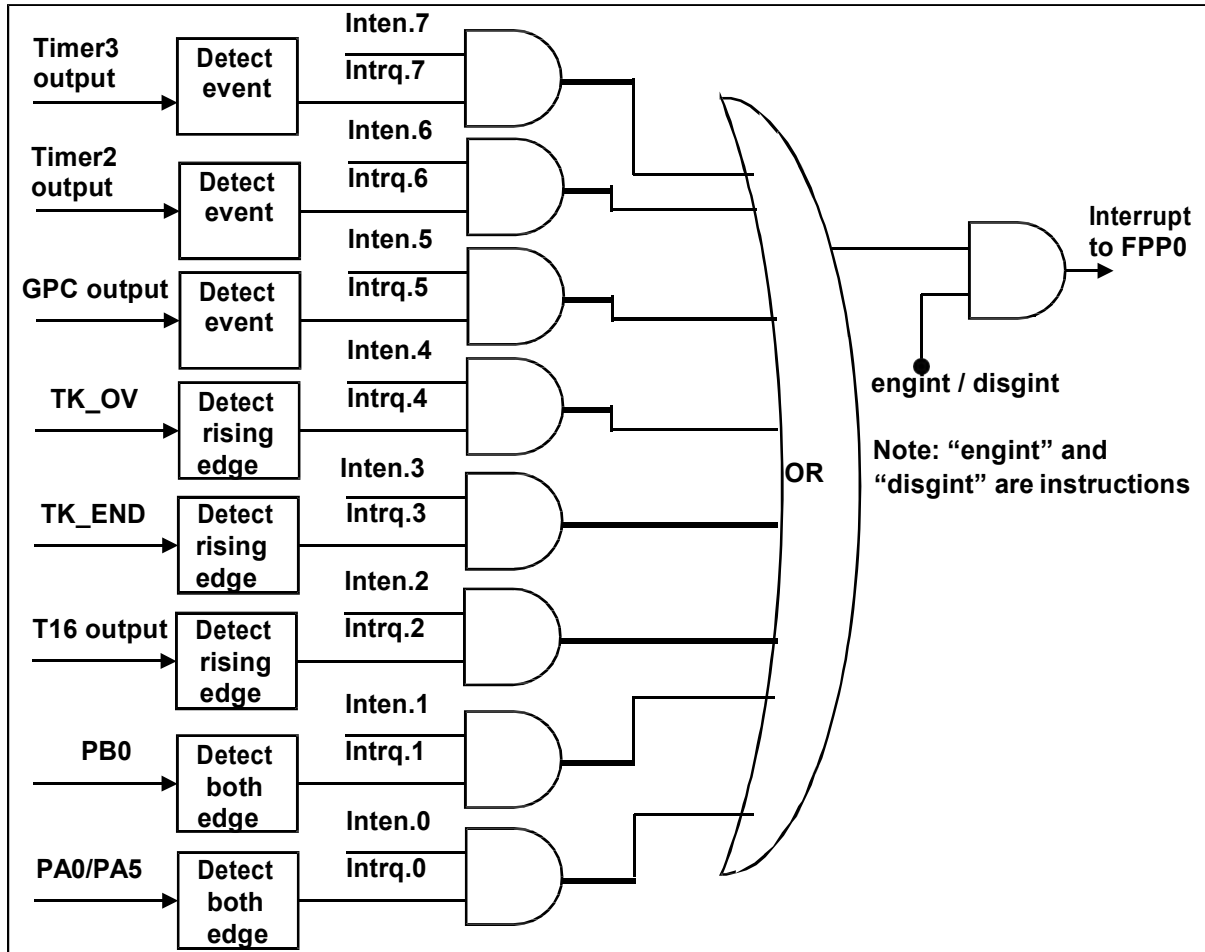 Timer3
output
Detect
event
Inten.7
Intrq.7
Timer2
output
Detect
event
Inten.6
Intrq.6
GPC output
Detect
event
Inten.5
Intrq.5
TK_OV
Detect
rising
edge
Inten.4
Intrq.4
TK_END
Detect
rising
edge
Inten.3
Intrq.3
T16 output
Detect
rising
edge
Inten.2
Intrq.2
PB0
Detect
both
edge
Inten.1
Intrq.1
PA0/PA5
Detect
both
edge
Inten.0
Intrq.0
OR
Interrupt
to FPP0
engint / disgint
Note: “engint” and
“disgint” are instructions